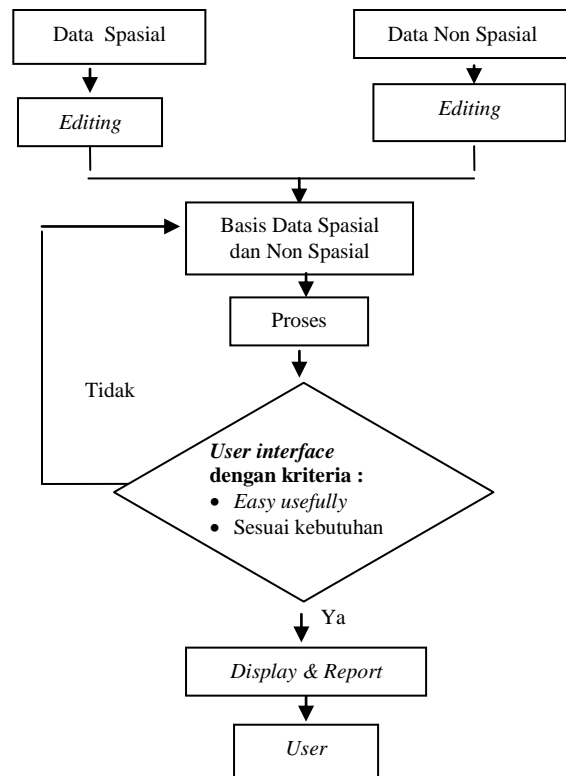 Data Spasial
Data Non Spasial
Editing
Editing
Basis Data Spasial
dan Non Spasial
Proses
Tidak
User interface
dengan kriteria :
• Easy usefully
• Sesuai kebutuhan
Ya
Display & Report
User